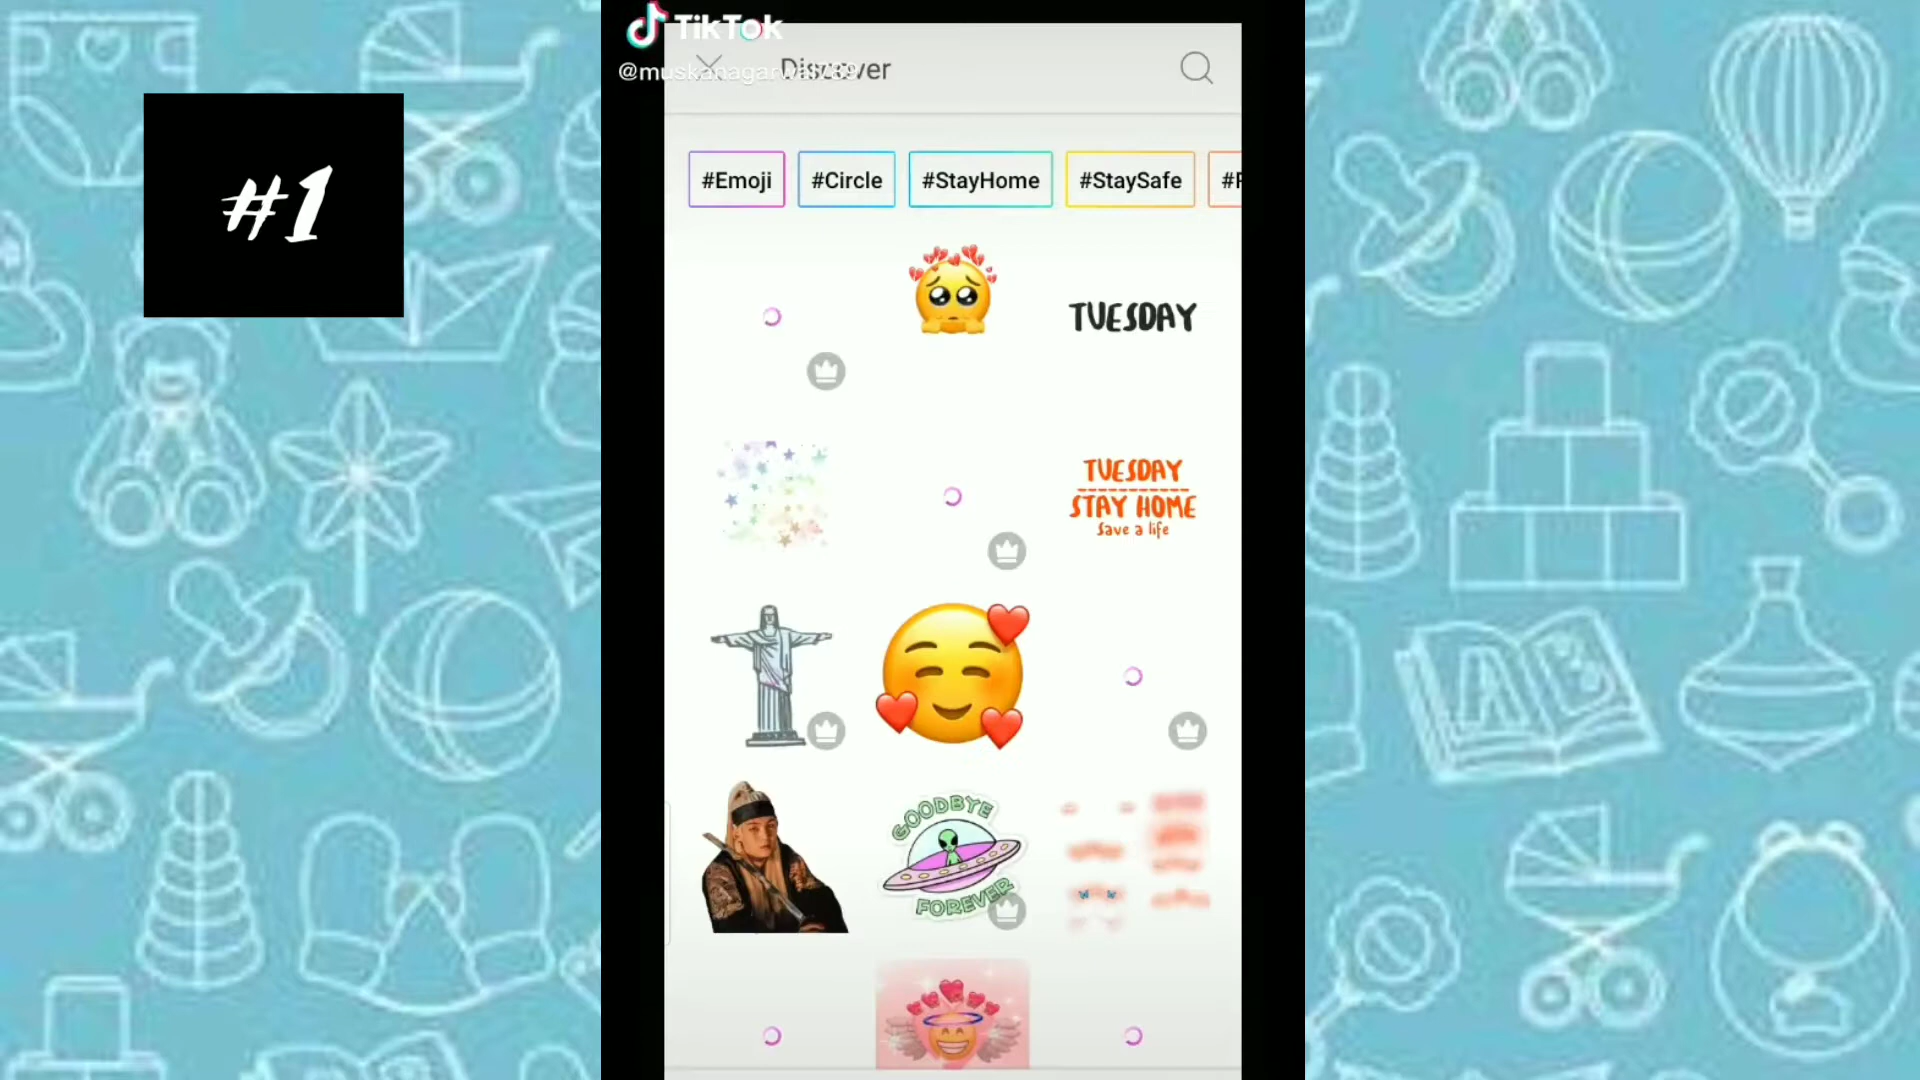 TikTok
Discover
#1
#Emoji
#Circle
#StayHome
#StaySafe
TUESDAY
TUESDAY
STAY HOME
Save a life
GOODBYE
FOREVER
A B